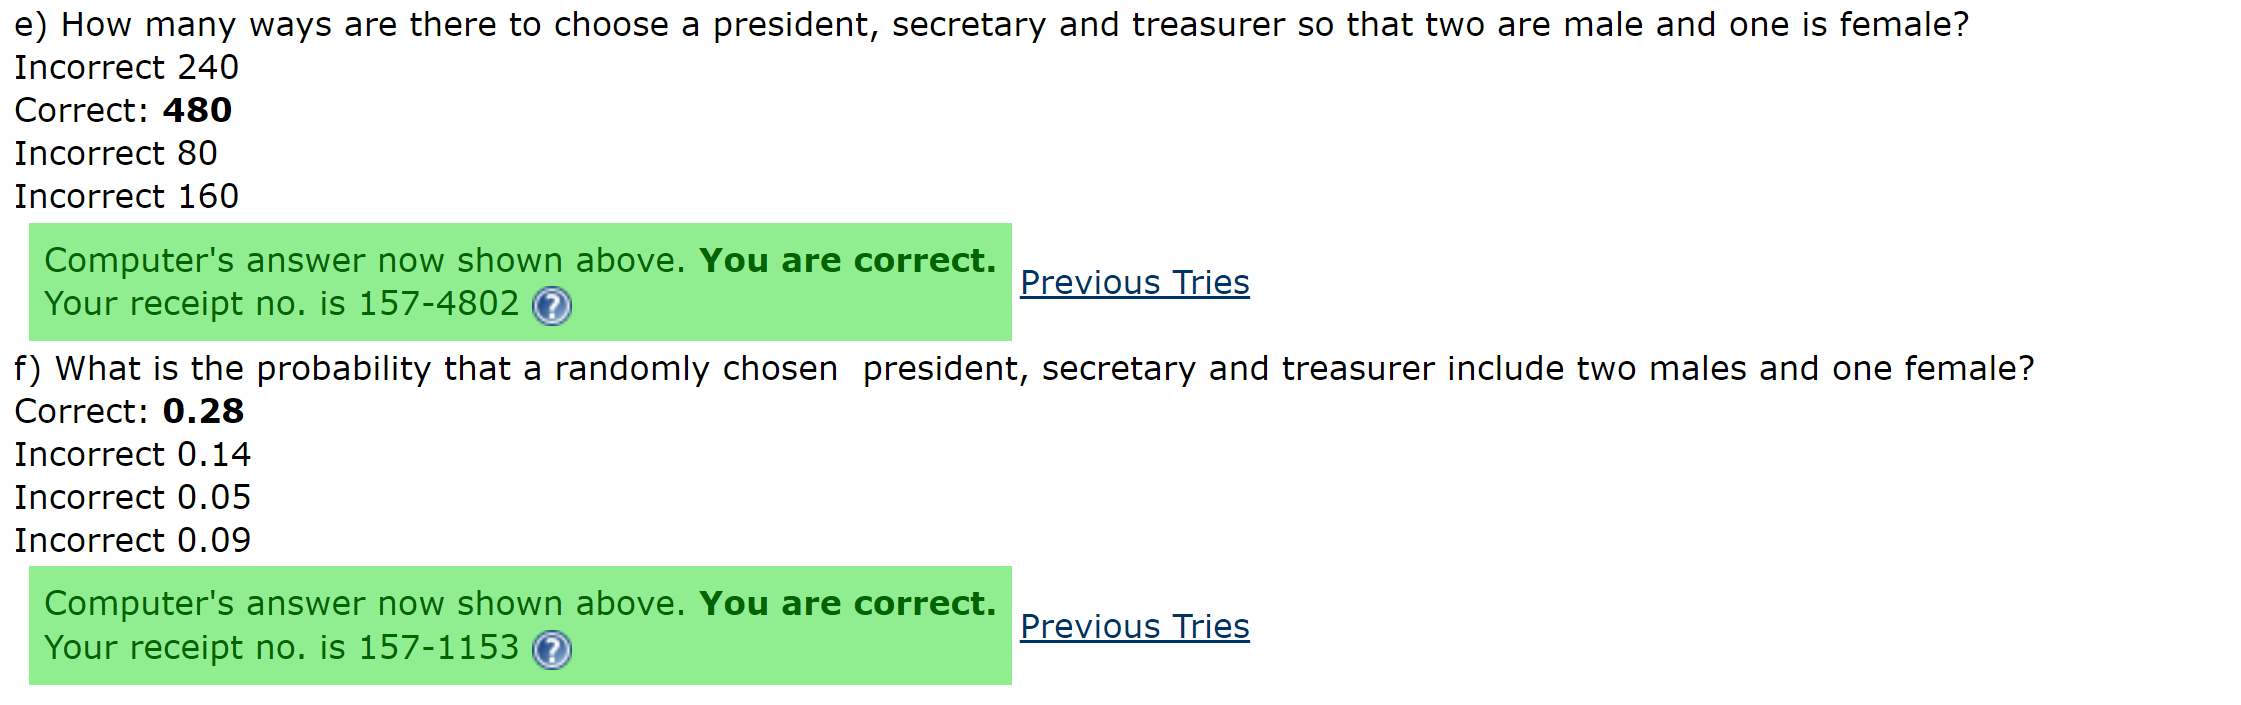 e) How many ways are there to choose a president, secretary and treasurer so that two are male and one is female?
Incorrect 240
Correct: 480
Incorrect 80
Incorrect 160
Computer's answer now shown above. You are correct.
Your receipt no. is 157-4802 ?
Previous Tries
f) What is the probability that a randomly chosen  president, secretary and treasurer include two males and one female?
Correct: 0.28
Incorrect 0.14
Incorrect 0.05
Incorrect 0.09
Computer's answer now shown above. You are correct.
Your receipt no. is 157-1153 ?
Previous Tries